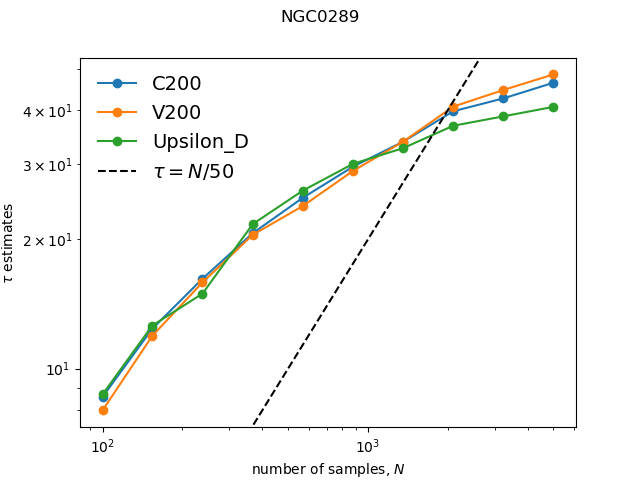 NGC0289
C200
V200
Upsilon_D
τ = N/50
4 × 10¹
3 × 10¹
2 × 10¹
10¹
τ estimates
10² 10³
number of samples, N